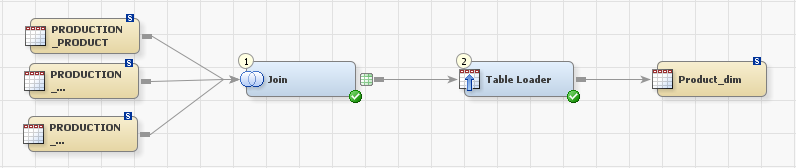 S
PRODUCTION
_PRODUCT
S
PRODUCTION
_...
S
PRODUCTION
_...
1
Join
2
Table Loader
S
Product_dim